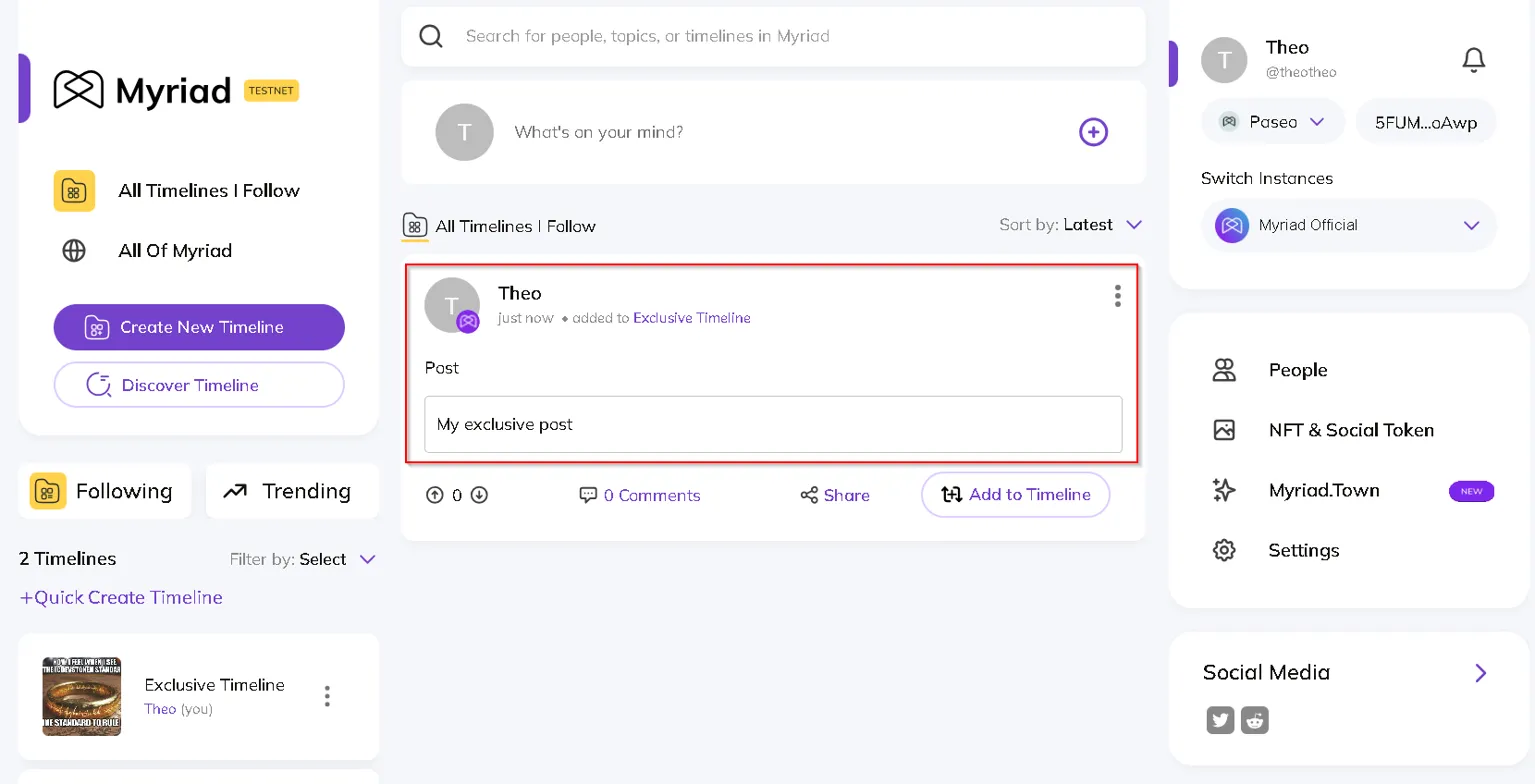 Myriad TESTNET
All Timelines I Follow
All Of Myriad
Create New Timeline
Discover Timeline
Following
Trending
2 Timelines
Filter by: Select
+Quick Create Timeline
THE STANDARD TO RULE
Exclusive Timeline
Theo (you)
Search for people, topics, or timelines in Myriad
T
What's on your mind?
All Timelines I Follow
Sort by: Latest
T
Theo
just now • added to Exclusive Timeline
Post
My exclusive post
0
0 Comments
Share
Add to Timeline
T
Theo
@theotheo
Paseo
5FUM...oAwp
Switch Instances
Myriad Official
People
NFT & Social Token
Myriad.Town
NEW
Settings
Social Media